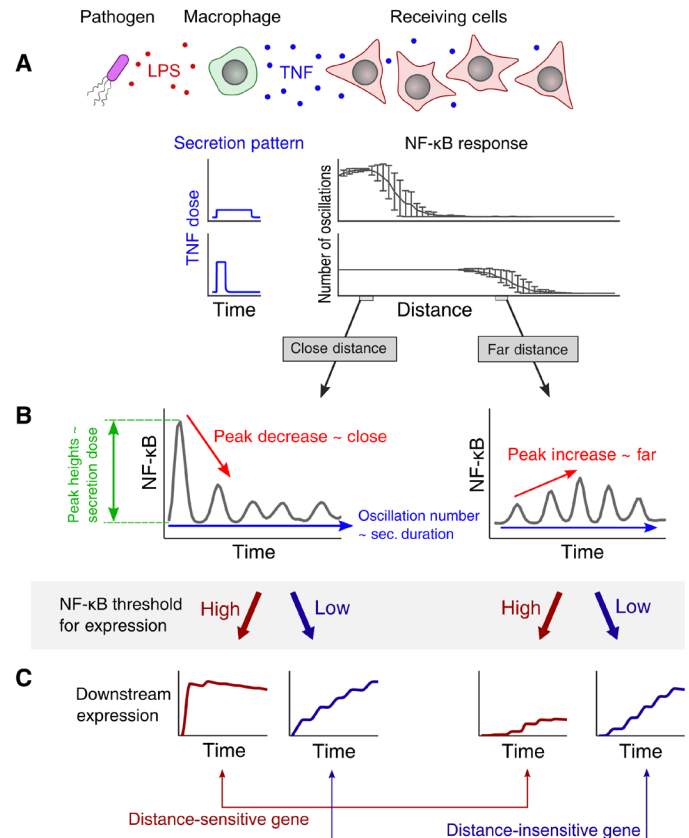 Pathogen
Macrophage
Receiving cells
A
LPS
TNF
Secretion pattern
NF-κB response
TNF dose
Number of oscillations
Time
Distance
Close distance
Far distance
B
Peak heights ~
secretion dose
NF-κB
Peak decrease ~ close
Oscillation number
~ sec. duration
Time
NF-κB
Peak increase ~ far
Time
NF-κB threshold
for expression
High
Low
High
Low
C
Downstream
expression
Time
Time
Time
Time
Distance-sensitive gene
Distance-insensitive gene